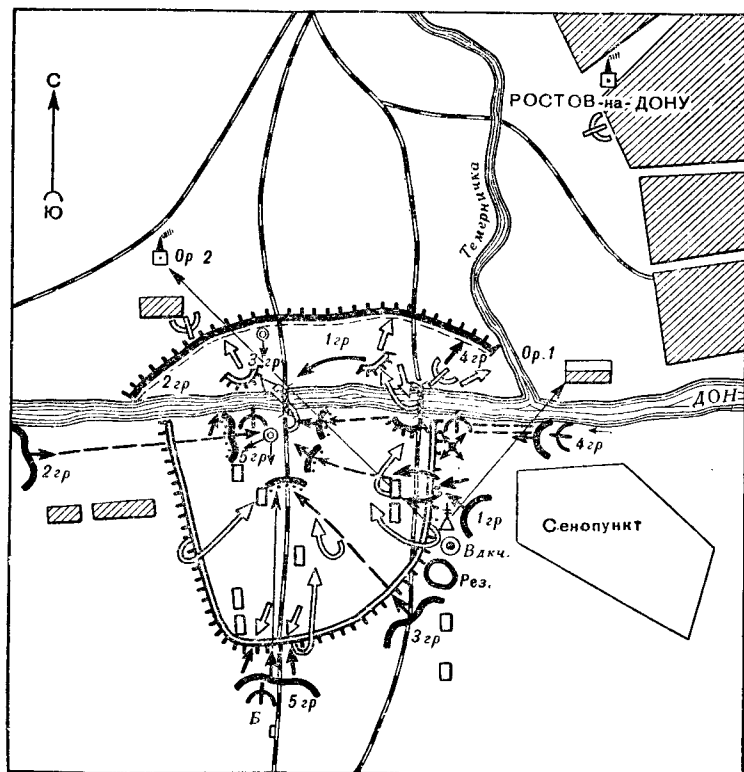 С
Ю
РОСТОВ-на-ДОНУ
Темерничка
Ор. 2
1 гр
3 гр
4 гр
Ор. 1
2 гр
ДОН
5 гр
4 гр
2 гр
1 гр
Сенопункт
Вдкч.
Рез.
3 гр
5 гр
Б